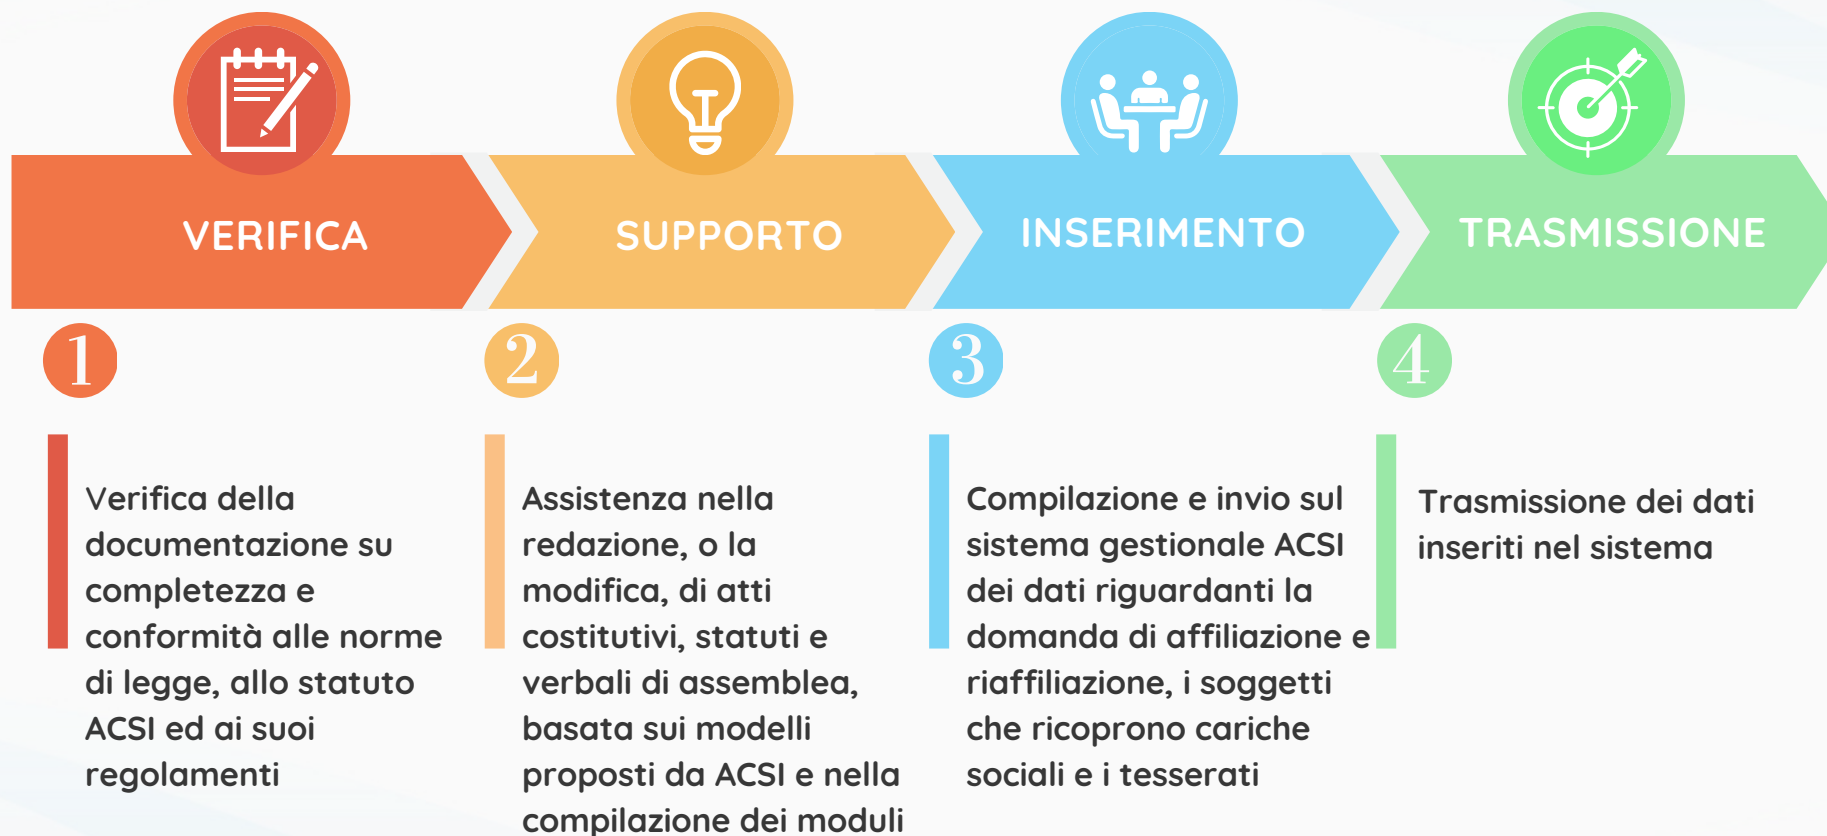 VERIFICA
SUPPORTO
INSERIMENTO
TRASMISSIONE
1
Verifica della
documentazione su
completezza e
conformità alle norme
di legge, allo statuto
ACSI ed ai suoi
regolamenti
2
Assistenza nella
redazione, o la
modifica, di atti
costitutivi, statuti e
verbali di assemblea,
basata sui modelli
proposti da ACSI e nella
compilazione dei moduli
3
Compilazione e invio sul
sistema gestionale ACSI
dei dati riguardanti la
domanda di affiliazione e
riaffiliazione, i soggetti
che ricoprono cariche
sociali e i tesserati
4
Trasmissione dei dati
inseriti nel sistema